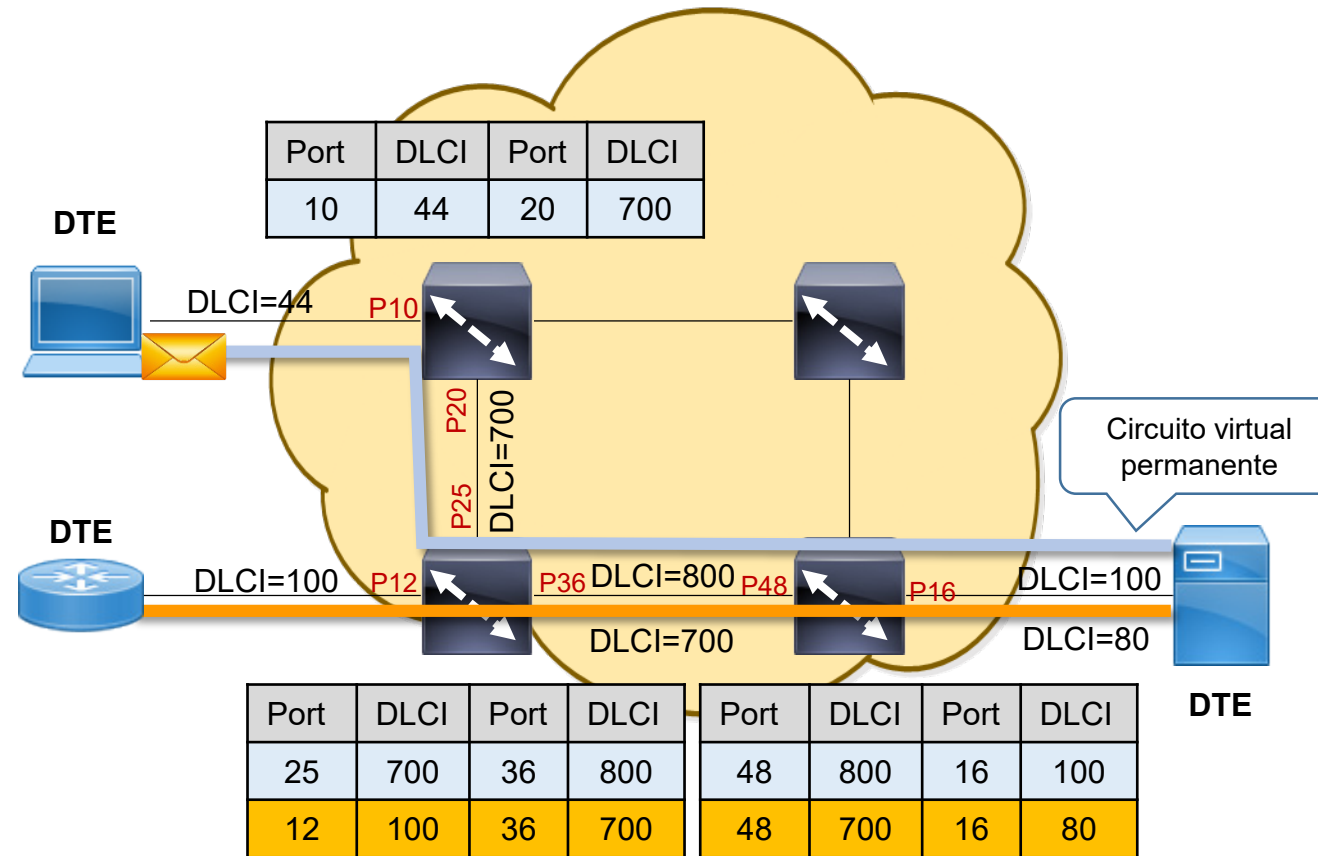 Port DLCI Port DLCI
10 44 20 700
DTE
DLCI=44
P10
P20
DLCI=700
P25
Circuito virtual
permanente
DTE
DLCI=100
P12
P36
DLCI=800
P48
P16
DLCI=100
DLCI=700
DLCI=80
DTE
Port DLCI Port DLCI
25 700 36 800
12 100 36 700
Port DLCI Port DLCI
48 800 16 100
48 700 16 80